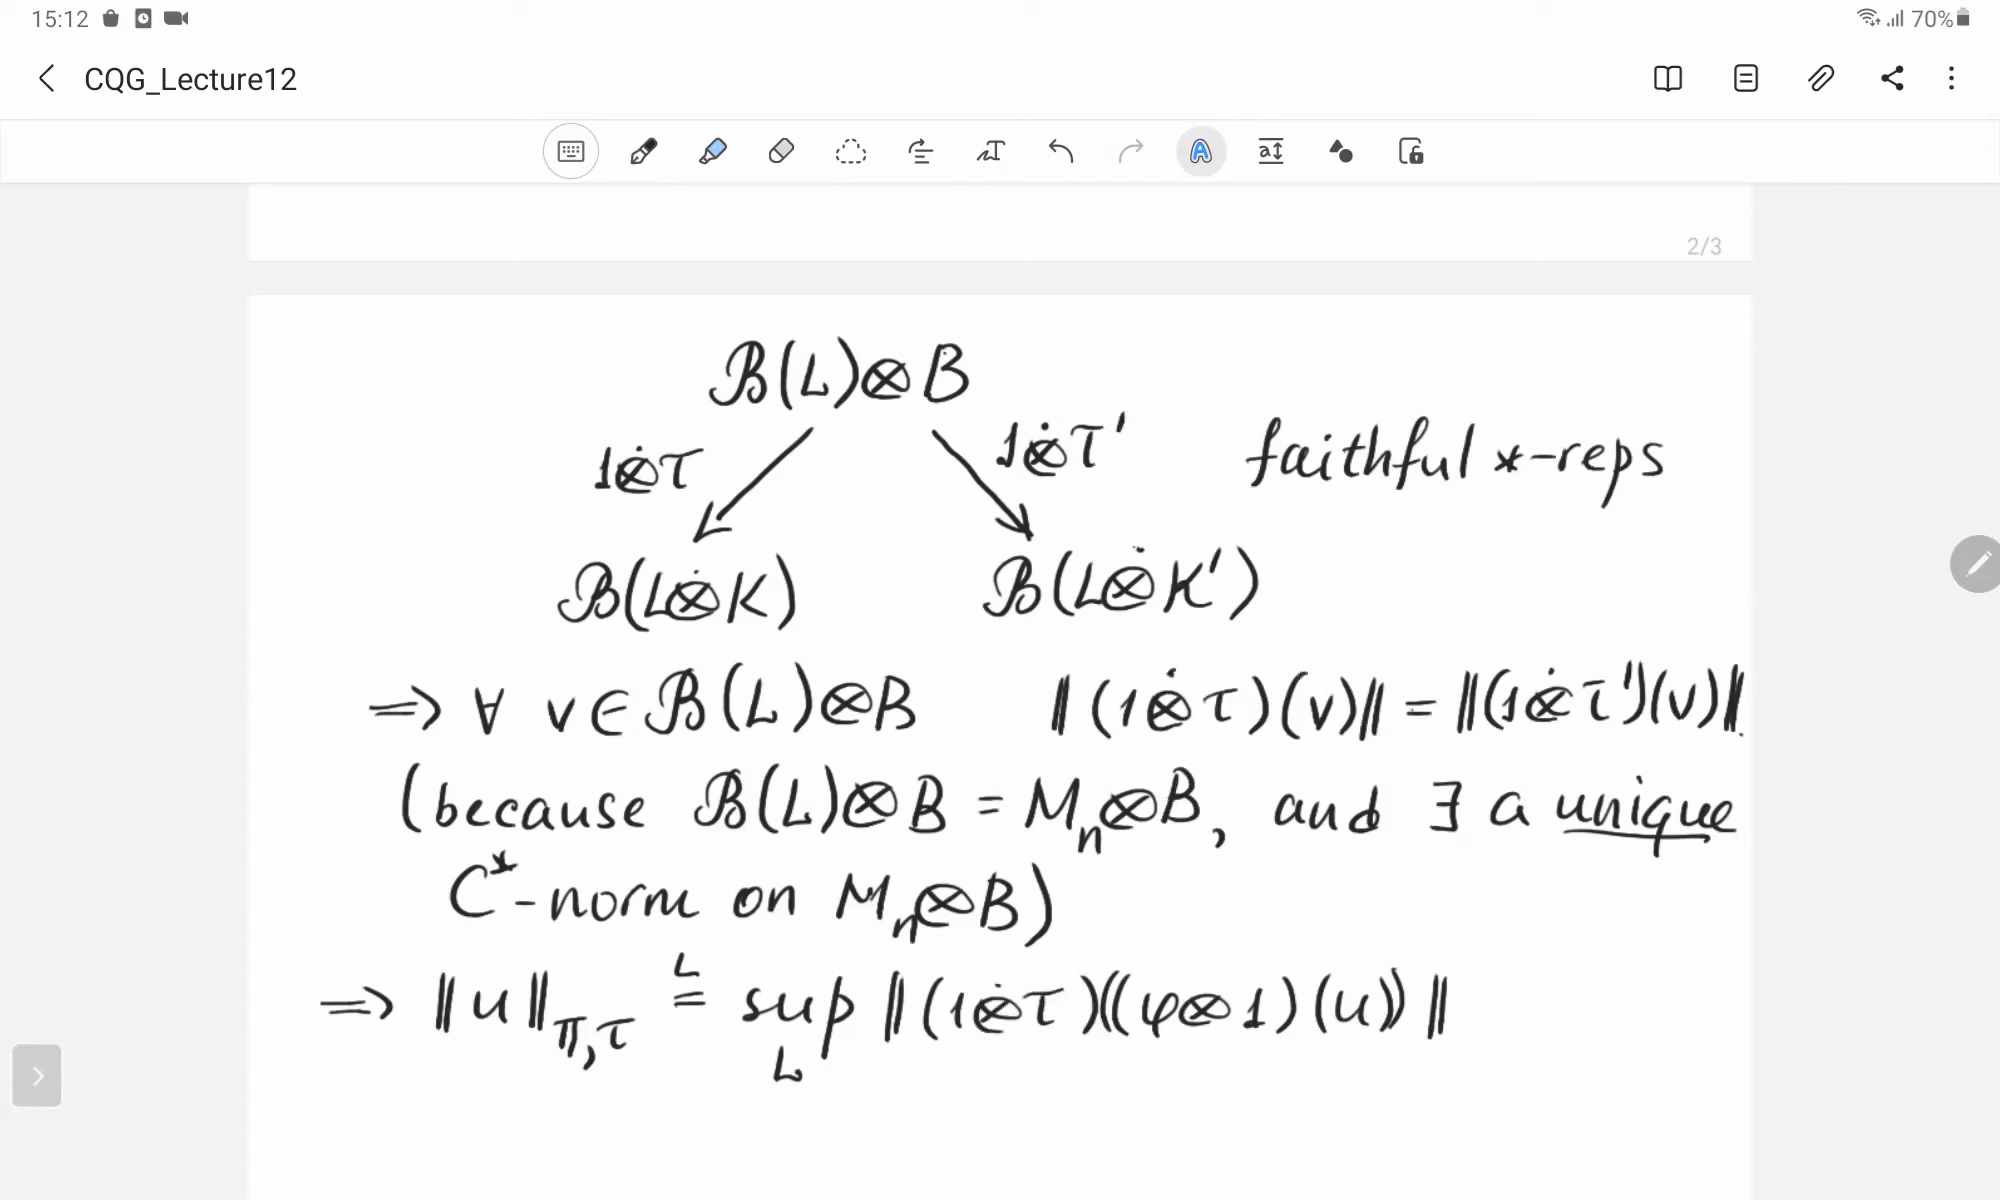 15:12 70%
CQG_Lecture12
2/3
ℬ(L)⊗B
1⊗̇τ 1⊗̇τ' faithful *-reps
ℬ(L⊗̇K) ℬ(L⊗̇K')
⇒ ∀ v∈ℬ(L)⊗B ‖(1⊗̇τ)(v)‖ = ‖(1⊗̇τ')(v)‖.
(because ℬ(L)⊗B = Mₙ⊗B, and ∃ a unique
C*-norm on Mₙ⊗B)
⇒ ‖u‖_{π,τ} =^{L} sup_{L} ‖(1⊗̇τ)((φ⊗1)(u))‖